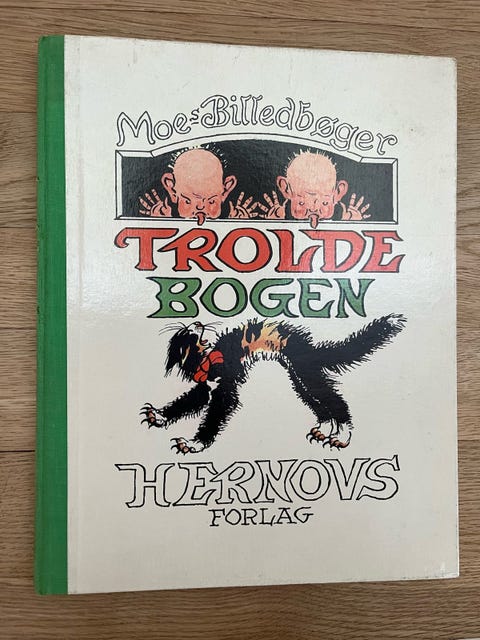 Moe's Billedbøger
TROLDE
BOGEN
HERNOVS
FORLAG